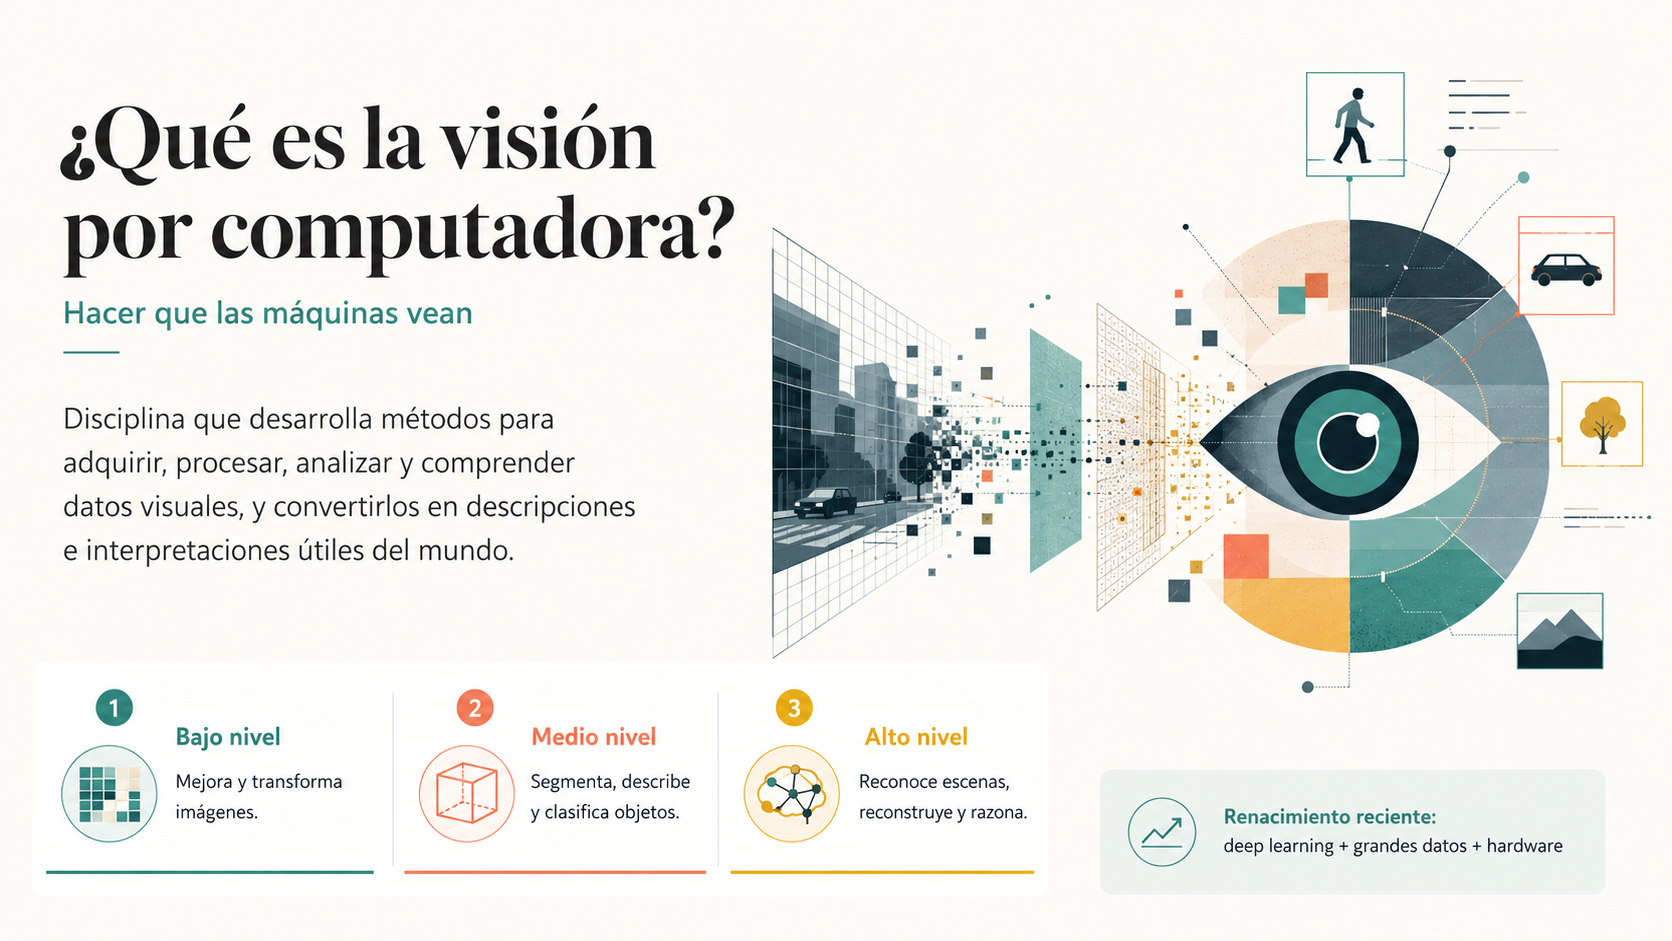 ¿Qué es la visión
por computadora?
Hacer que las máquinas vean
Disciplina que desarrolla métodos para
adquirir, procesar, analizar y comprender
datos visuales, y convertirlos en descripciones
e interpretaciones útiles del mundo.
1
Bajo nivel
Mejora y transforma
imágenes.
2
Medio nivel
Segmenta, describe
y clasifica objetos.
3
Alto nivel
Reconoce escenas,
reconstruye y razona.
Renacimiento reciente:
deep learning + grandes datos + hardware